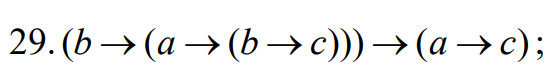 29. (b → (a → (b → c))) → (a → c);